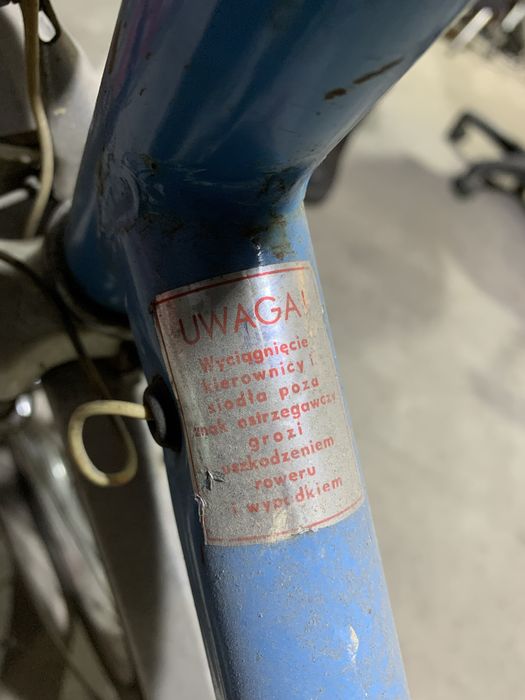 UWAGA!
Wyciągnięcie
kierownicy i
siodła poza
znak ostrzegawczy
grozi
uszkodzeniem
roweru
i wypadkiem